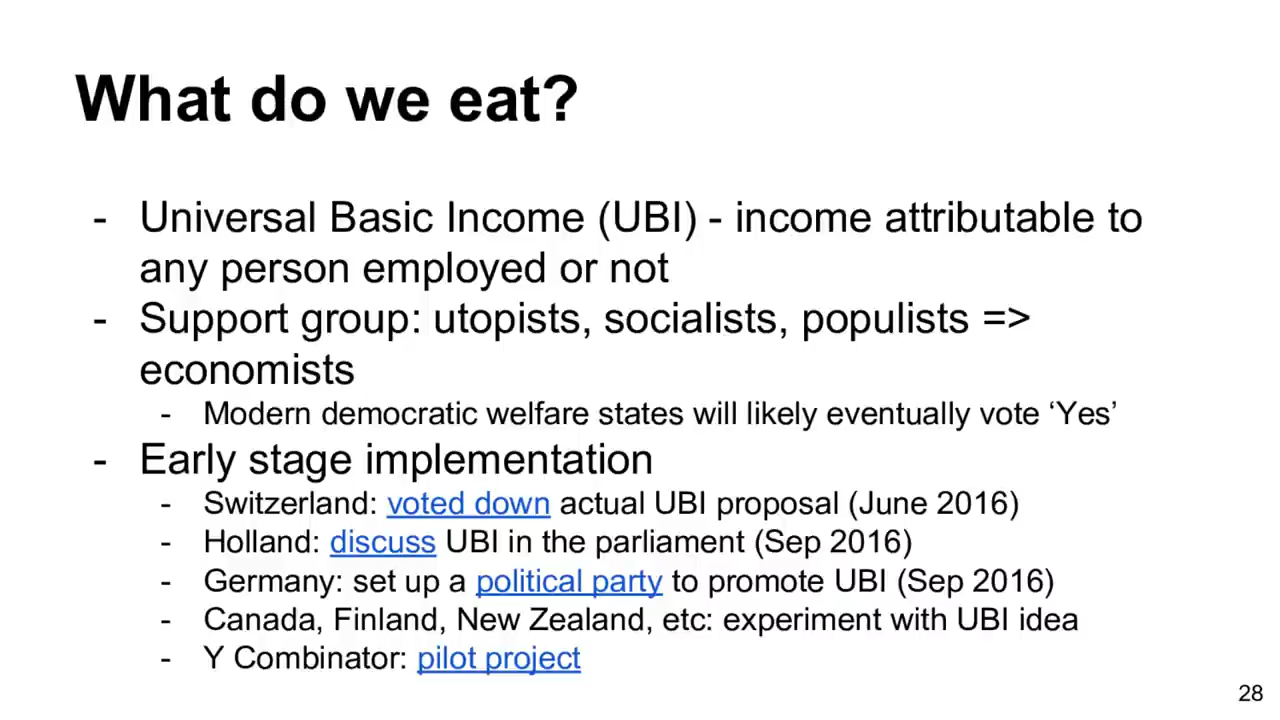 What do we eat?
- Universal Basic Income (UBI) - income attributable to
any person employed or not
- Support group: utopists, socialists, populists =>
economists
- Modern democratic welfare states will likely eventually vote ‘Yes’
- Early stage implementation
- Switzerland: voted down actual UBI proposal (June 2016)
- Holland: discuss UBI in the parliament (Sep 2016)
- Germany: set up a political party to promote UBI (Sep 2016)
- Canada, Finland, New Zealand, etc: experiment with UBI idea
- Y Combinator: pilot project
28